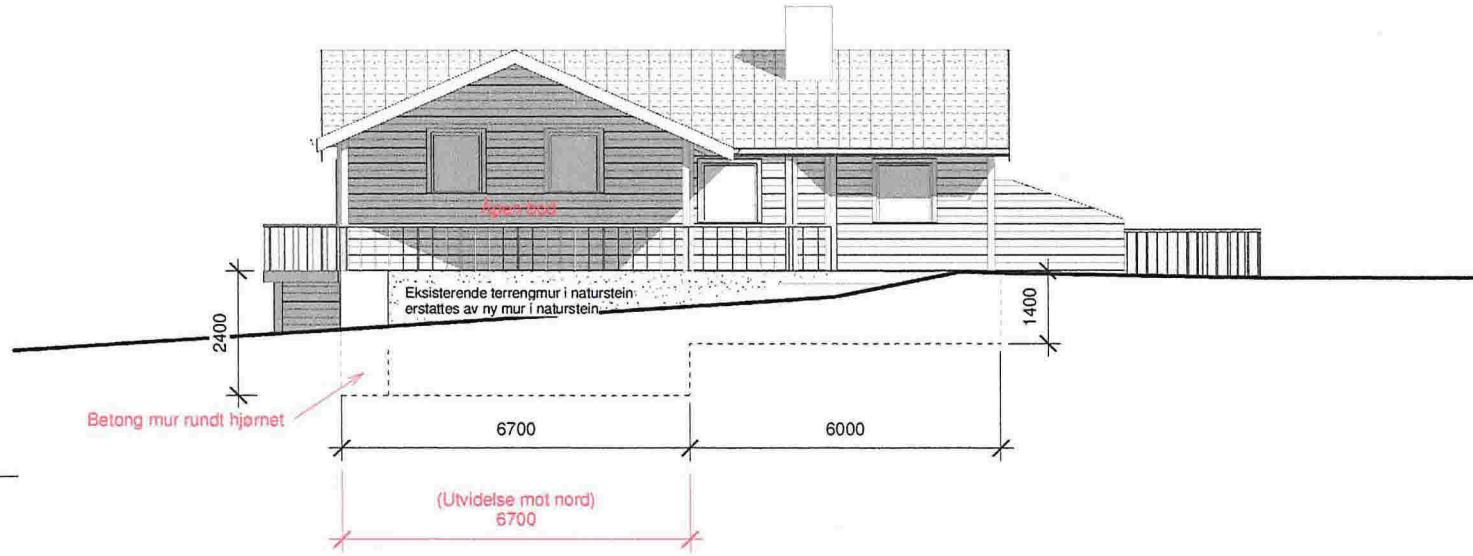 Åpen bod
Eksisterende terrengmur i naturstein
erstattes av ny mur i naturstein.
2400
1400
Betong mur rundt hjørnet
6700
6000
(Utvidelse mot nord)
6700